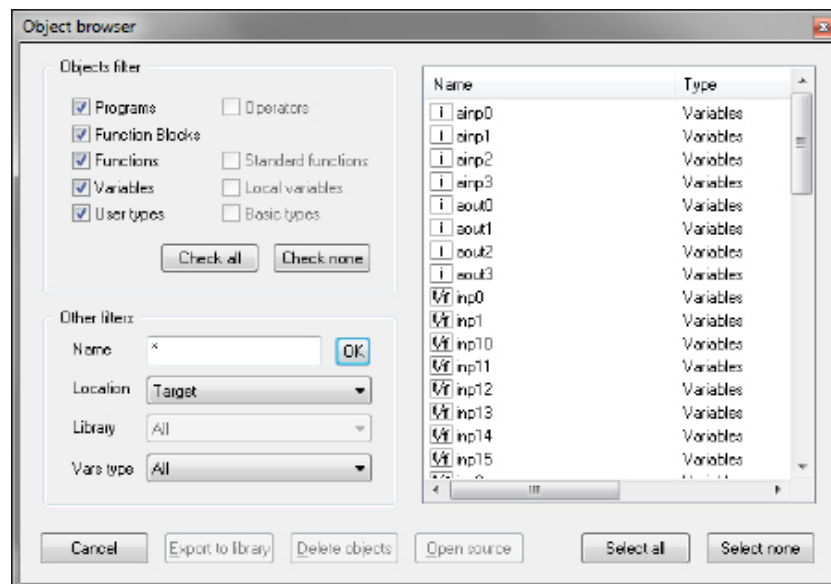 Object browser
Objects filter
Programs Operators
Function Blocks
Functions Standard functions
Variables Local variables
User types Basic types
Check all Check none
Other filters
Name * OK
Location Target
Library All
Vars type All
Name Type
ainp0 Variables
ainp1 Variables
ainp2 Variables
ainp3 Variables
aout0 Variables
aout1 Variables
aout2 Variables
aout3 Variables
inp0 Variables
inp1 Variables
inp10 Variables
inp11 Variables
inp12 Variables
inp13 Variables
inp14 Variables
inp15 Variables
Cancel Export to library Delete objects Open source Select all Select none